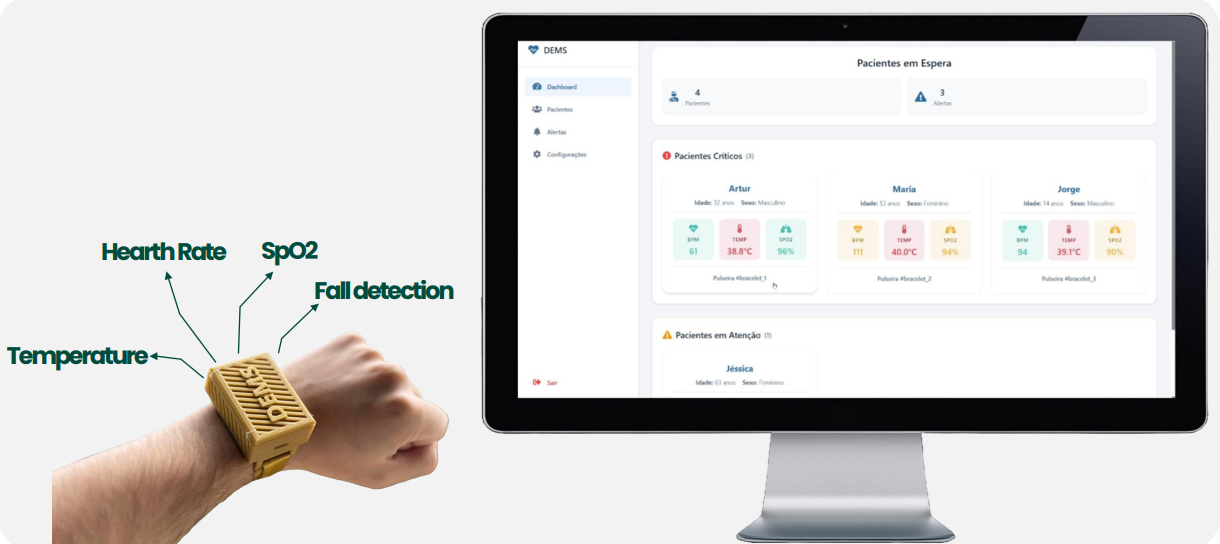 Hearth Rate
SpO2
Fall detection
Temperature
DEMS
DEMS
Dashboard
Pacientes
Alertas
Configurações
Sair
Pacientes em Espera
4
Pacientes
3
Alertas
Pacientes Críticos (3)
Artur
Idade: 32 anos Sexo: Masculino
BPM TEMP SPO2
61 38.8°C 96%
Pulseira #bracelet_1
Maria
Idade: 53 anos Sexo: Feminino
BPM TEMP SPO2
111 40.0°C 94%
Pulseira #bracelet_2
Jorge
Idade: 14 anos Sexo: Masculino
BPM TEMP SPO2
94 39.1°C 90%
Pulseira #bracelet_3
Pacientes em Atenção (1)
Jéssica
Idade: 63 anos Sexo: Feminino